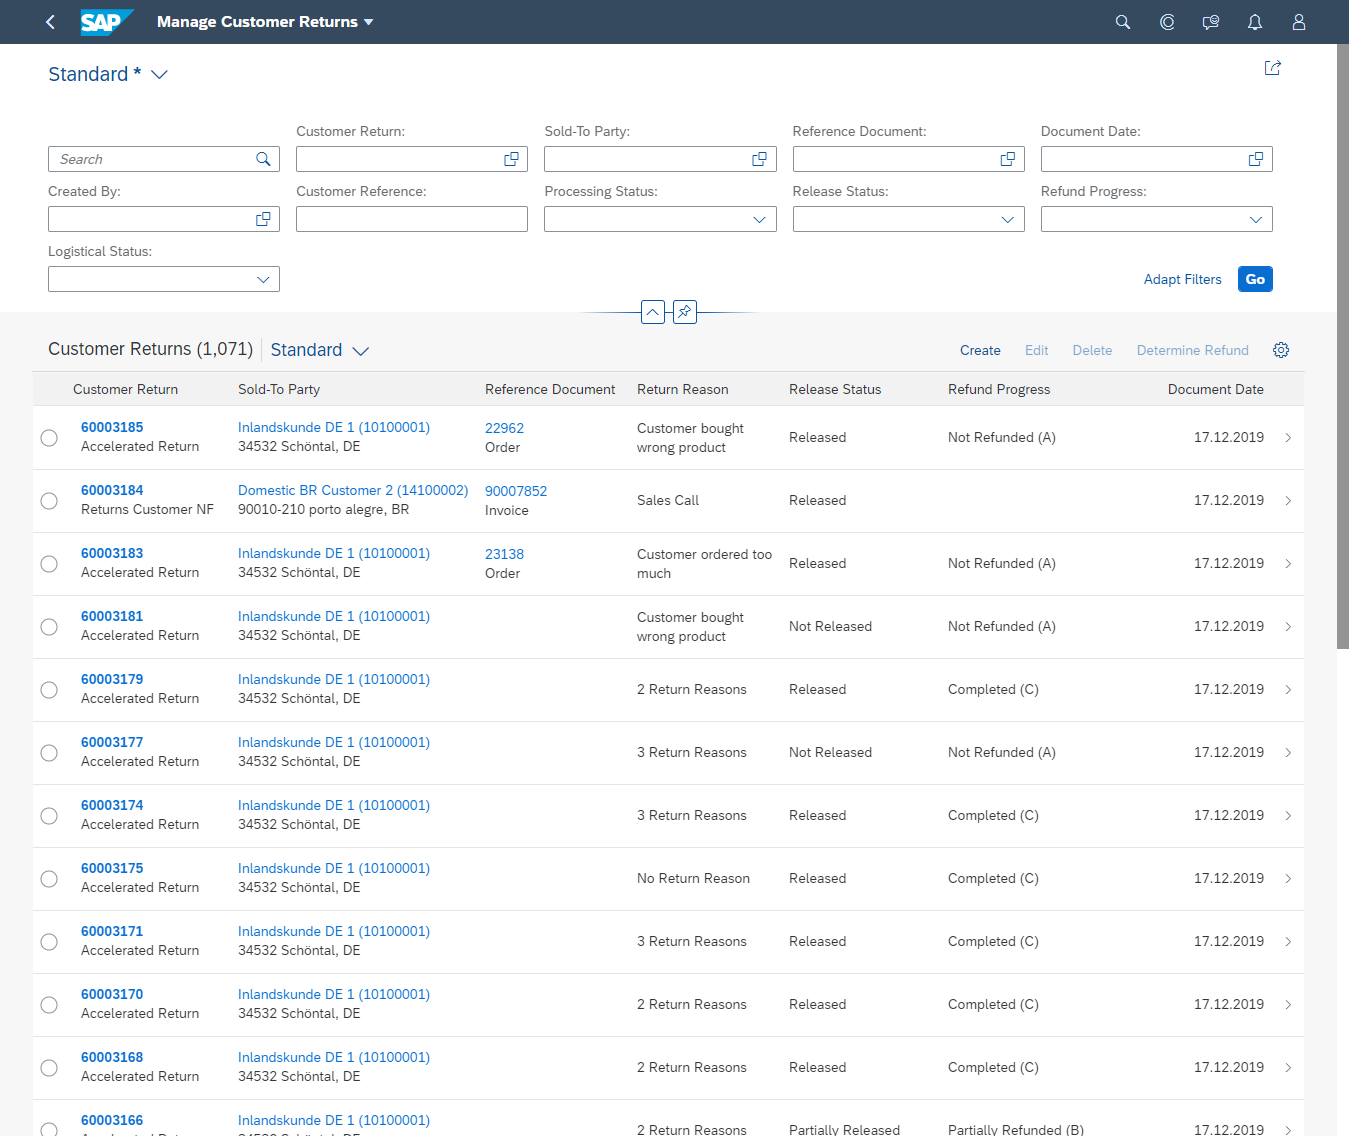 SAP Manage Customer Returns
Standard *
Customer Return: Sold-To Party: Reference Document: Document Date:
Search
Created By: Customer Reference: Processing Status: Release Status: Refund Progress:
Logistical Status:
Adapt Filters Go
Customer Returns (1,071) Standard Create Edit Delete Determine Refund
Customer Return Sold-To Party Reference Document Return Reason Release Status Refund Progress Document Date
60003185 Inlandskunde DE 1 (10100001) 22962 Customer bought Released Not Refunded (A) 17.12.2019
Accelerated Return 34532 Schöntal, DE Order wrong product
60003184 Domestic BR Customer 2 (14100002) 90007852 Sales Call Released 17.12.2019
Returns Customer NF 90010-210 porto alegre, BR Invoice
60003183 Inlandskunde DE 1 (10100001) 23138 Customer ordered too Released Not Refunded (A) 17.12.2019
Accelerated Return 34532 Schöntal, DE Order much
60003181 Inlandskunde DE 1 (10100001) Customer bought Not Released Not Refunded (A) 17.12.2019
Accelerated Return 34532 Schöntal, DE wrong product
60003179 Inlandskunde DE 1 (10100001) 2 Return Reasons Released Completed (C) 17.12.2019
Accelerated Return 34532 Schöntal, DE
60003177 Inlandskunde DE 1 (10100001) 3 Return Reasons Not Released Not Refunded (A) 17.12.2019
Accelerated Return 34532 Schöntal, DE
60003174 Inlandskunde DE 1 (10100001) 3 Return Reasons Released Completed (C) 17.12.2019
Accelerated Return 34532 Schöntal, DE
60003175 Inlandskunde DE 1 (10100001) No Return Reason Released Completed (C) 17.12.2019
Accelerated Return 34532 Schöntal, DE
60003171 Inlandskunde DE 1 (10100001) 3 Return Reasons Released Completed (C) 17.12.2019
Accelerated Return 34532 Schöntal, DE
60003170 Inlandskunde DE 1 (10100001) 2 Return Reasons Released Completed (C) 17.12.2019
Accelerated Return 34532 Schöntal, DE
60003168 Inlandskunde DE 1 (10100001) 2 Return Reasons Released Completed (C) 17.12.2019
Accelerated Return 34532 Schöntal, DE
60003166 Inlandskunde DE 1 (10100001) 2 Return Reasons Partially Released Partially Refunded (B) 17.12.2019